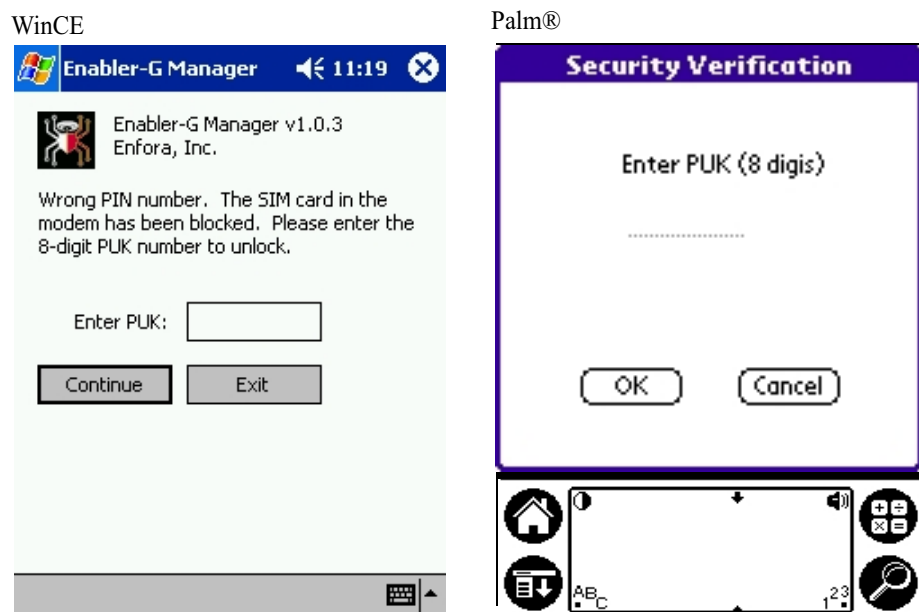 WinCE
Enabler-G Manager 11:19
Enabler-G Manager v1.0.3
Enfora, Inc.
Wrong PIN number. The SIM card in the
modem has been blocked. Please enter the
8-digit PUK number to unlock.
Enter PUK:
Continue Exit
Palm®
Security Verification
Enter PUK (8 digis)
OK Cancel
ABC 123